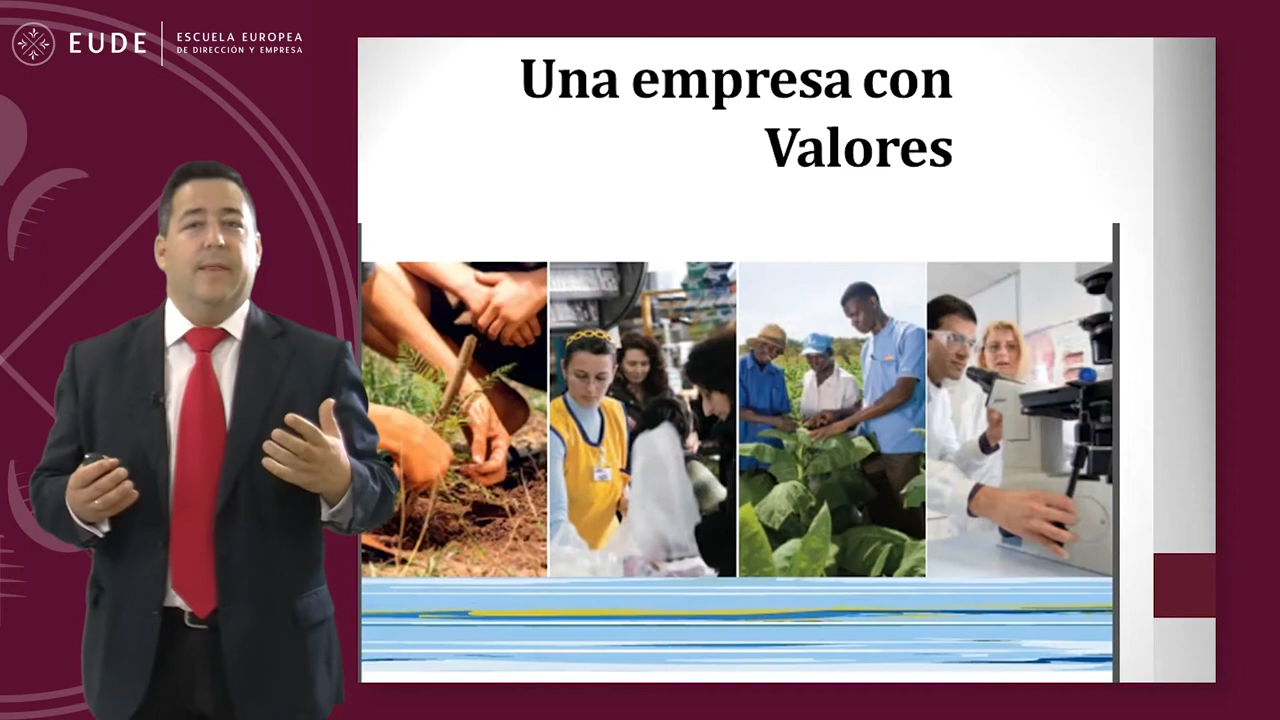 EUDE
ESCUELA EUROPEA
DE DIRECCIÓN Y EMPRESA
Una empresa con
Valores